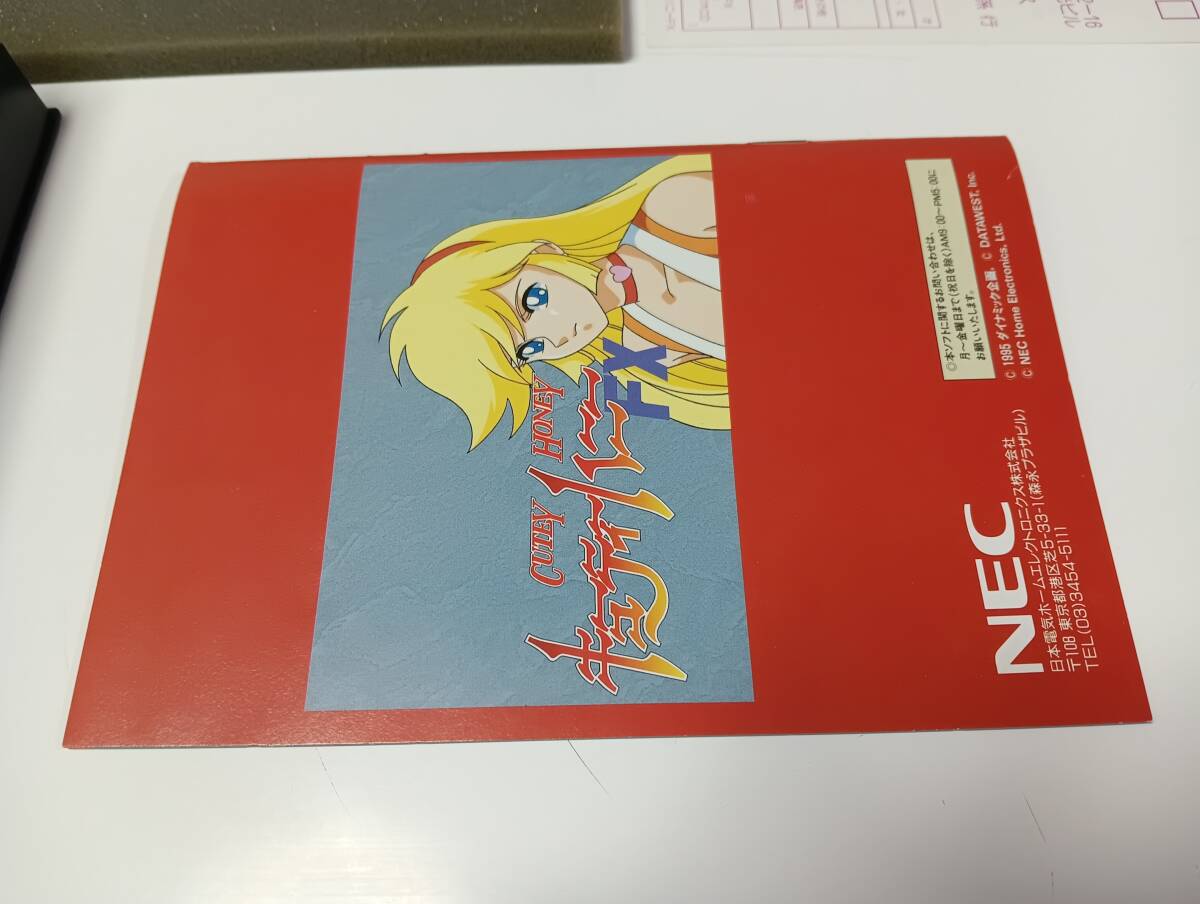 CUTEY HONEY
キューティーハニー
FX
◎本ソフトに関するお問い合わせは、
月〜金曜日まで(祝日を除く)AM9:00〜PM5:00に
お願いいたします。
© 1995 ダイナミック企画, © DATAWEST, Inc.
© NEC Home Electronics, Ltd.
NEC
日本電気ホームエレクトロニクス株式会社
〒108 東京都港区芝5-33-1(森永プラザビル)
TEL(03)3454-5111